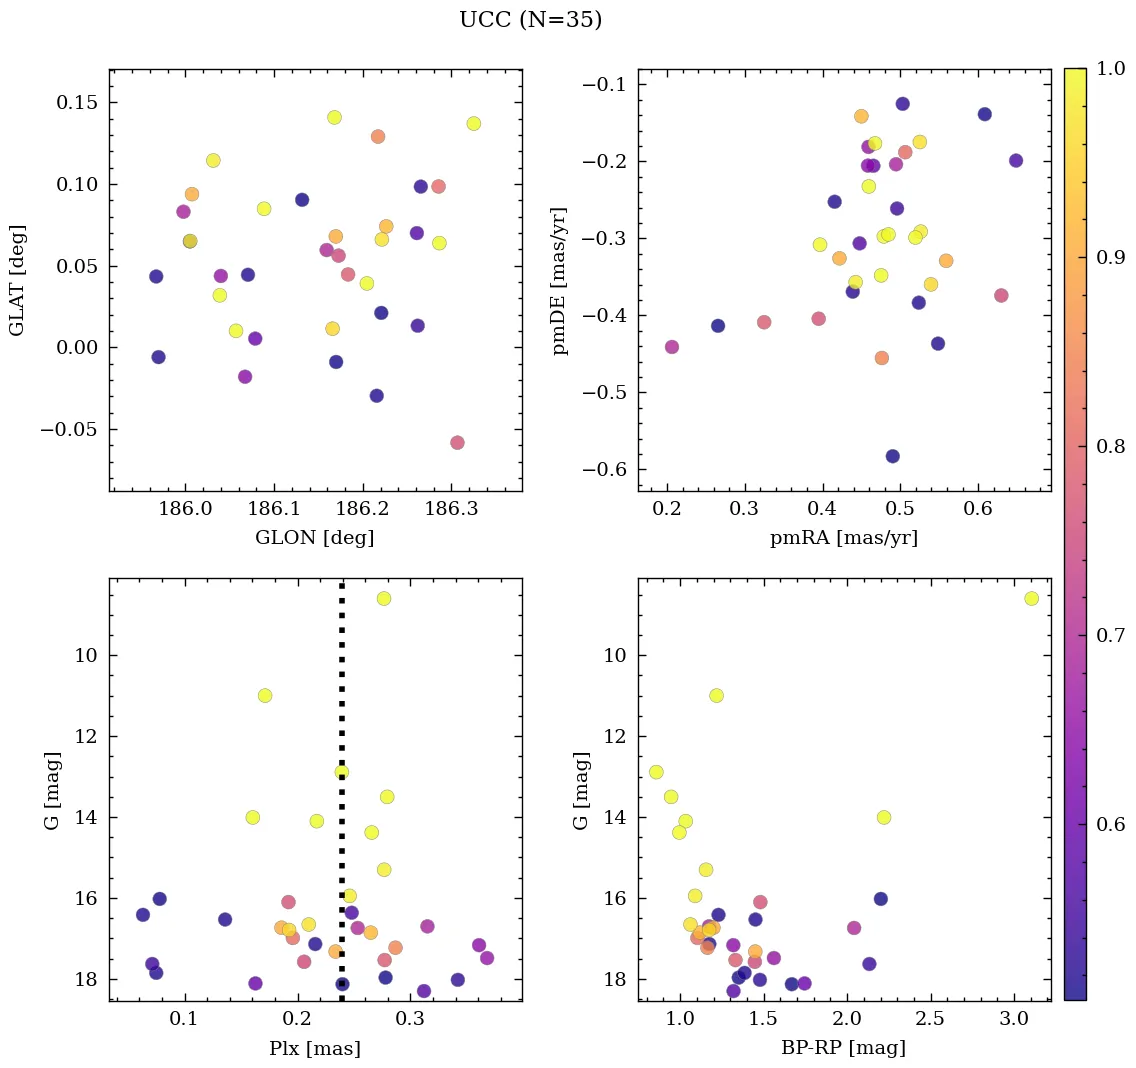 UCC (N=35)
0.15
0.10
0.05
0.00
−0.05
GLAT [deg]
186.0 186.1 186.2 186.3
GLON [deg]
−0.1
−0.2
−0.3
−0.4
−0.5
−0.6
pmDE [mas/yr]
0.2 0.3 0.4 0.5 0.6
pmRA [mas/yr]
10
12
14
16
18
G [mag]
0.1 0.2 0.3
Plx [mas]
10
12
14
16
18
G [mag]
1.0 1.5 2.0 2.5 3.0
BP-RP [mag]
1.0
0.9
0.8
0.7
0.6